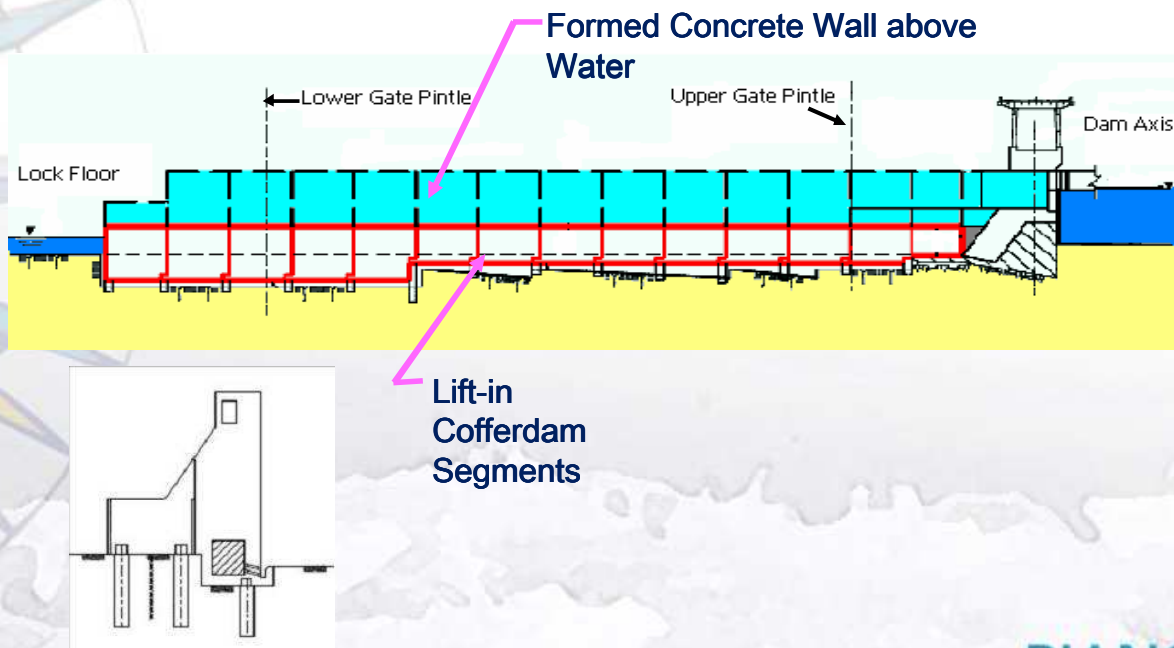 Formed Concrete Wall above
Water
Lower Gate Pintle
Upper Gate Pintle
Dam Axis
Lock Floor
Lift-in
Cofferdam
Segments